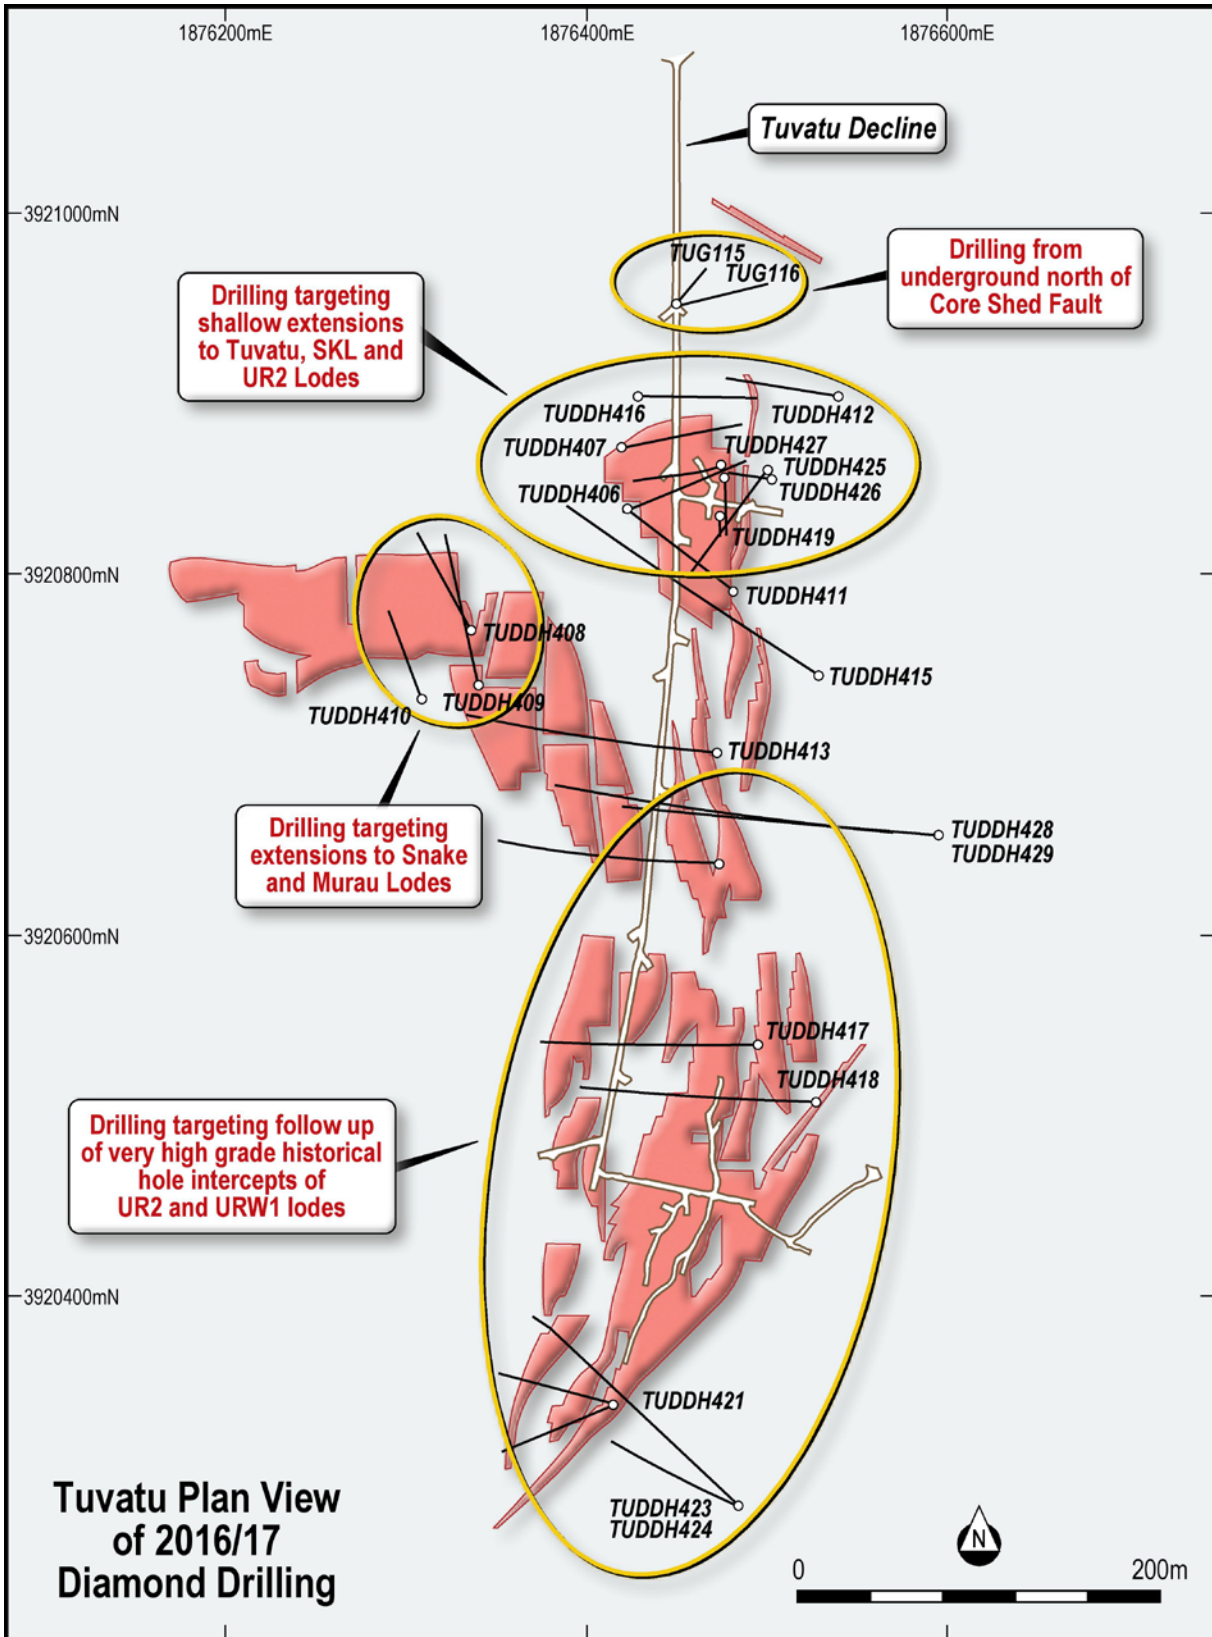 1876200mE
1876400mE
1876600mE
Tuvatu Decline
3921000mN
TUG115
TUG116
Drilling from
underground north of
Core Shed Fault
Drilling targeting
shallow extensions
to Tuvatu, SKL and
UR2 Lodes
TUDDH416
TUDDH412
TUDDH407
TUDDH427
TUDDH425
TUDDH426
TUDDH406
TUDDH419
3920800mN
TUDDH411
TUDDH408
TUDDH415
TUDDH409
TUDDH410
TUDDH413
Drilling targeting
extensions to Snake
and Murau Lodes
TUDDH428
TUDDH429
3920600mN
TUDDH417
TUDDH418
Drilling targeting follow up
of very high grade historical
hole intercepts of
UR2 and URW1 lodes
3920400mN
TUDDH421
TUDDH423
TUDDH424
Tuvatu Plan View
of 2016/17
Diamond Drilling
N
0
200m